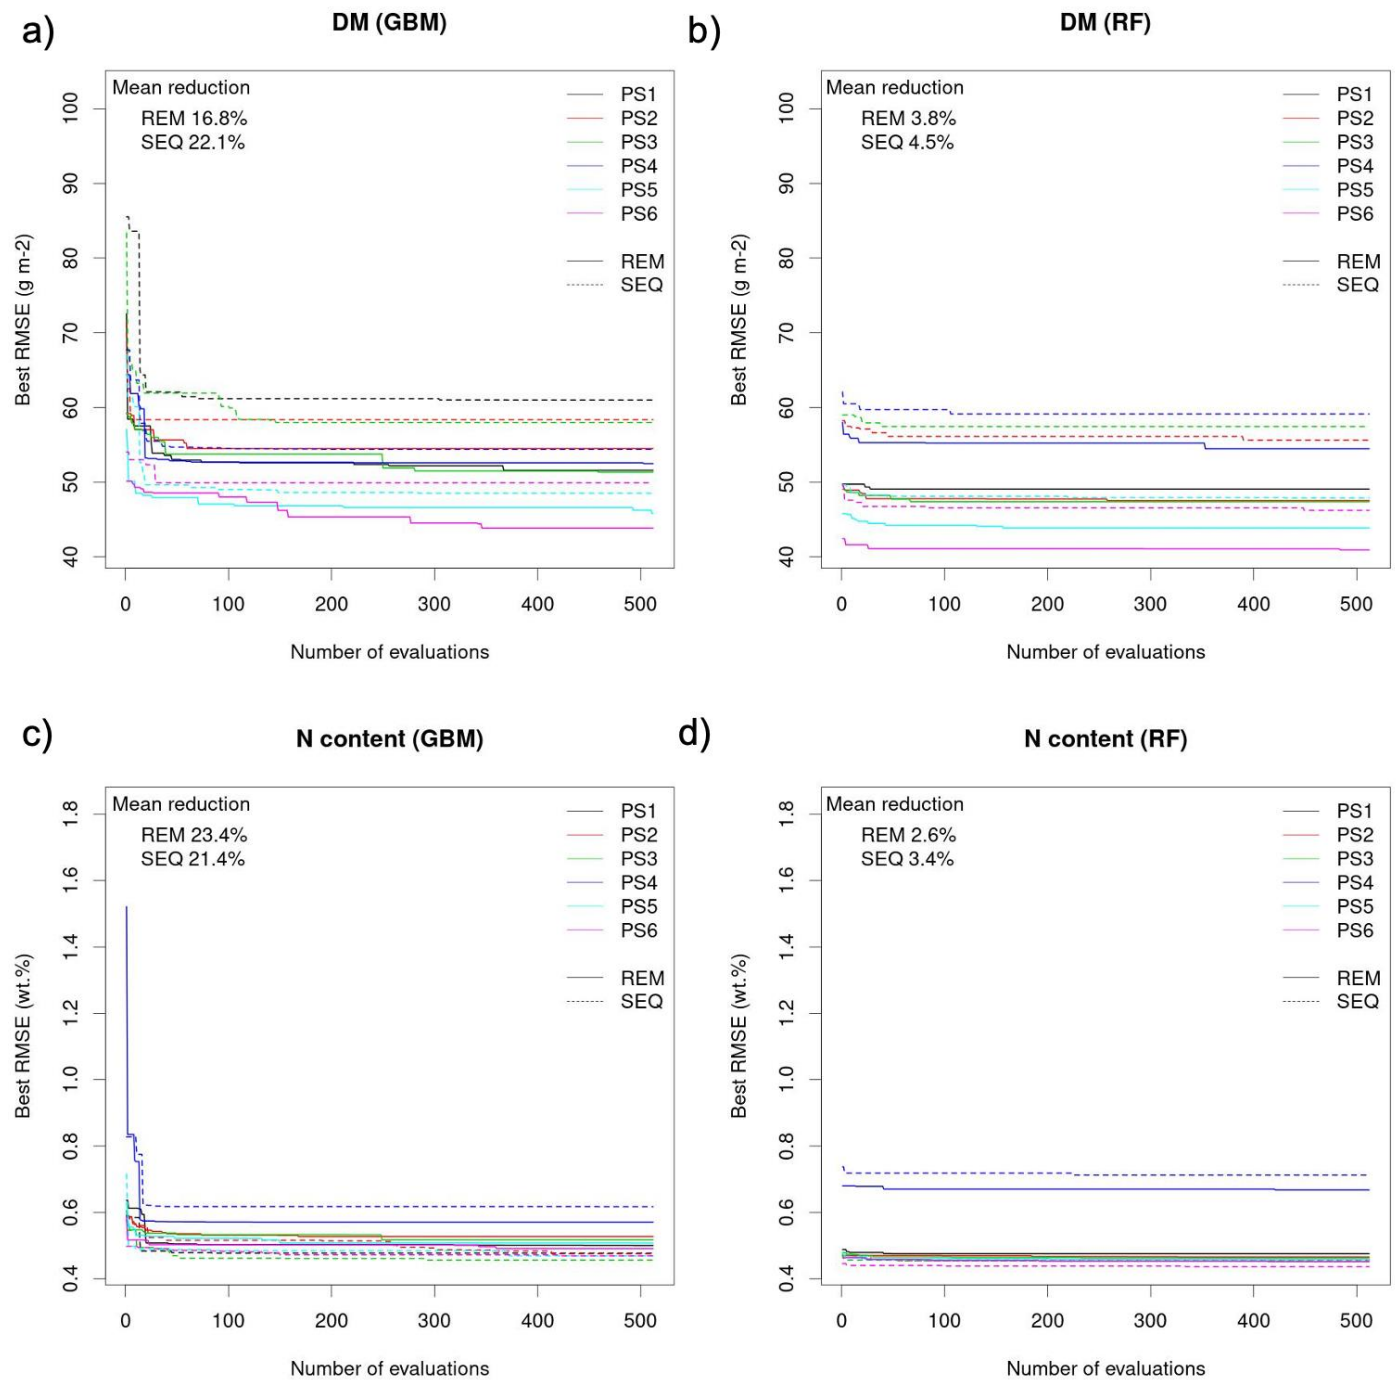 a)
DM (GBM)
Mean reduction
REM 16.8%
SEQ 22.1%
PS1
PS2
PS3
PS4
PS5
PS6
REM
SEQ
Best RMSE (g m-2)
100
90
80
70
60
50
40
0 100 200 300 400 500
Number of evaluations
b)
DM (RF)
Mean reduction
REM 3.8%
SEQ 4.5%
PS1
PS2
PS3
PS4
PS5
PS6
REM
SEQ
Best RMSE (g m-2)
100
90
80
70
60
50
40
0 100 200 300 400 500
Number of evaluations
c)
N content (GBM)
Mean reduction
REM 23.4%
SEQ 21.4%
PS1
PS2
PS3
PS4
PS5
PS6
REM
SEQ
Best RMSE (wt.%)
1.8
1.6
1.4
1.2
1.0
0.8
0.6
0.4
0 100 200 300 400 500
Number of evaluations
d)
N content (RF)
Mean reduction
REM 2.6%
SEQ 3.4%
PS1
PS2
PS3
PS4
PS5
PS6
REM
SEQ
Best RMSE (wt.%)
1.8
1.6
1.4
1.2
1.0
0.8
0.6
0.4
0 100 200 300 400 500
Number of evaluations